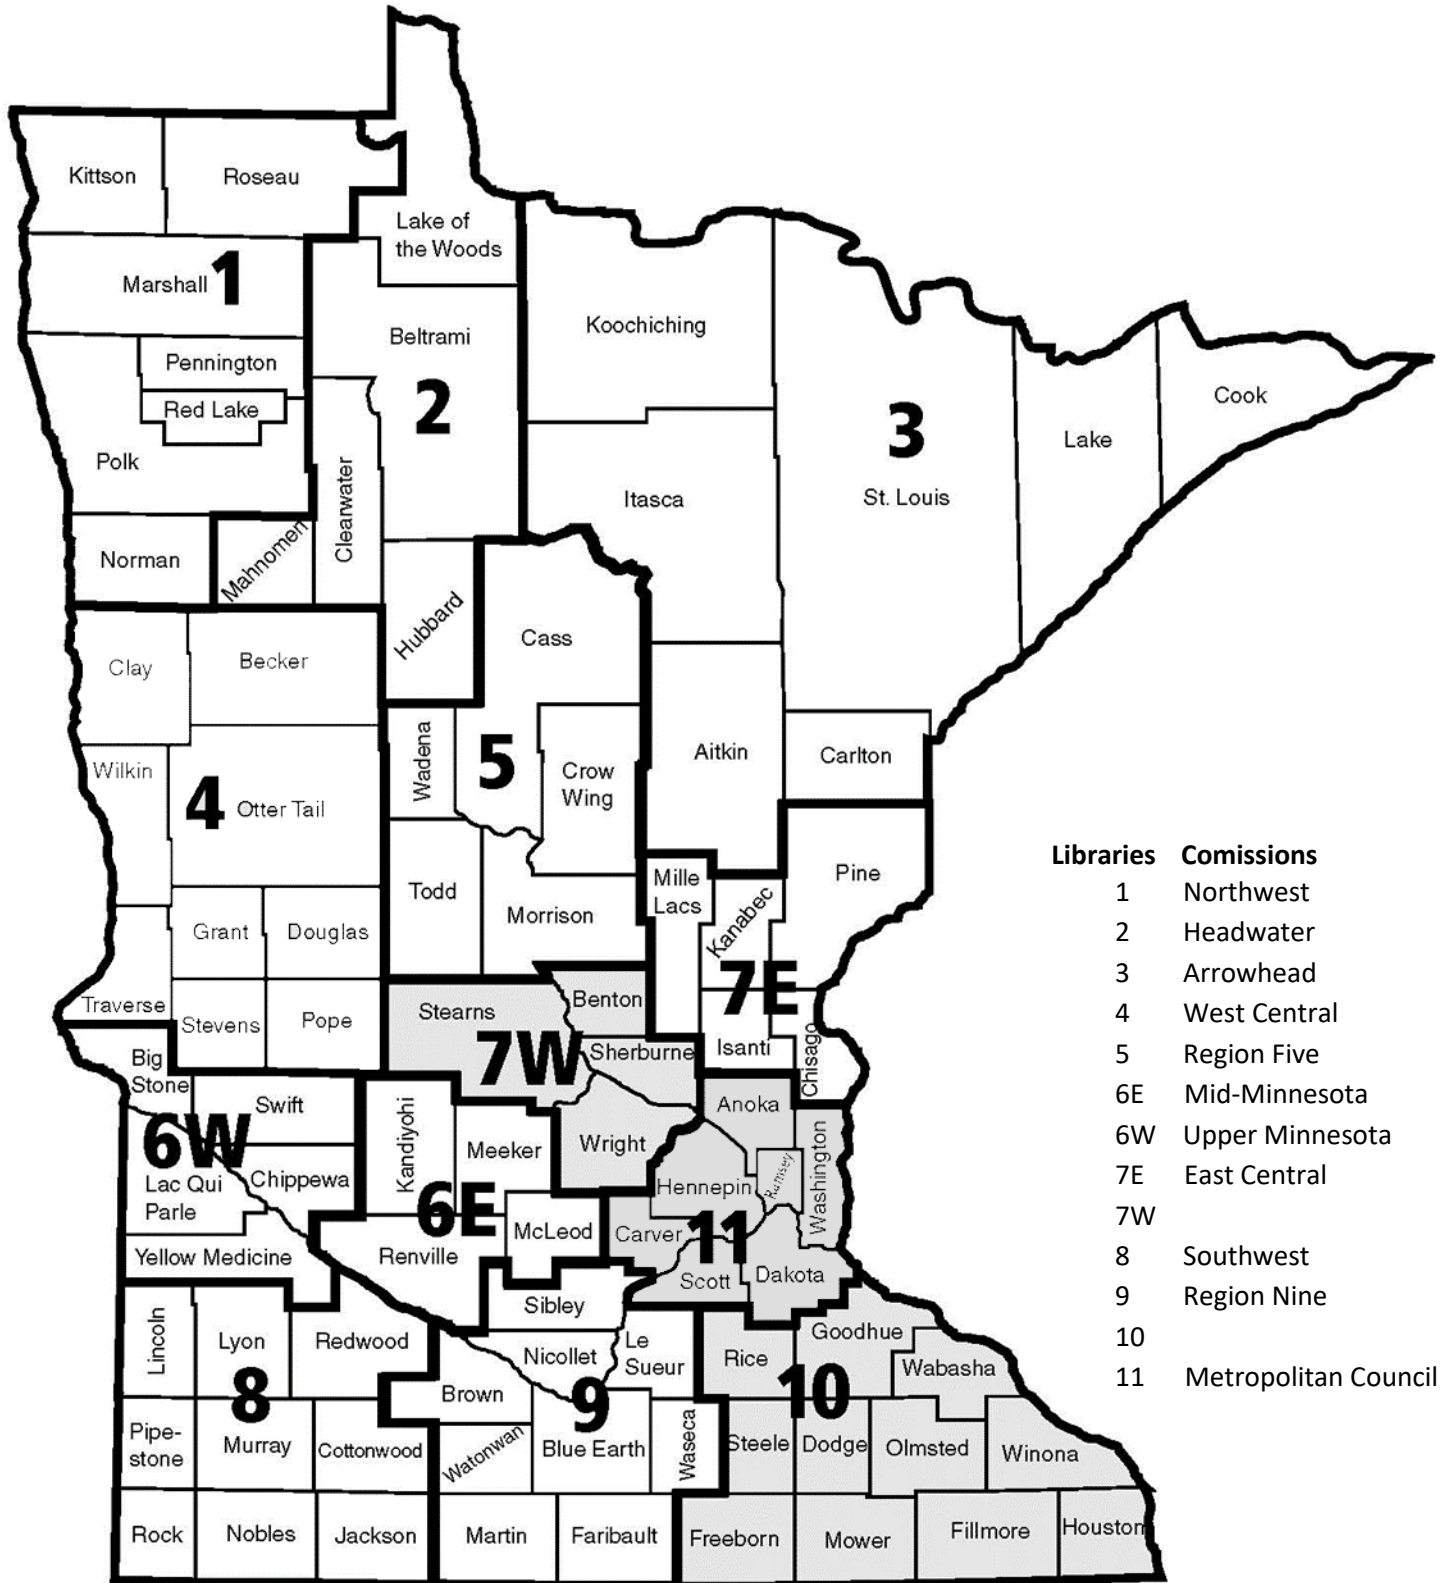 Kittson
Roseau
Lake of
the Woods
Marshall
1
Koochiching
Beltrami
Pennington
Red Lake
2
3
Cook
Lake
Polk
Itasca
St. Louis
Clearwater
Norman
Mahnomen
Hubbard
Cass
Clay
Becker
Wadena
5
Crow
Wing
Aitkin
Carlton
Wilkin
4
Otter Tail
Pine
Mille
Lacs
Kanabec
Todd
Morrison
Grant
Douglas
7E
Traverse
Stevens
Pope
Stearns
Benton
7W
Sherburne
Isanti
Chisago
Big
Stone
Swift
Anoka
6W
Kandiyohi
Meeker
Wright
Washington
Ramsey
Lac Qui
Parle
Chippewa
Hennepin
6E
McLeod
Carver
11
Yellow Medicine
Renville
Scott
Dakota
Sibley
Lincoln
Lyon
Redwood
Nicollet
Le
Sueur
Rice
Goodhue
Wabasha
8
Brown
9
10
Pipe-
stone
Murray
Cottonwood
Watonwan
Blue Earth
Waseca
Steele
Dodge
Olmsted
Winona
Rock
Nobles
Jackson
Martin
Faribault
Freeborn
Mower
Fillmore
Houston
Libraries Comissions
1 Northwest
2 Headwater
3 Arrowhead
4 West Central
5 Region Five
6E Mid-Minnesota
6W Upper Minnesota
7E East Central
7W
8 Southwest
9 Region Nine
10
11 Metropolitan Council